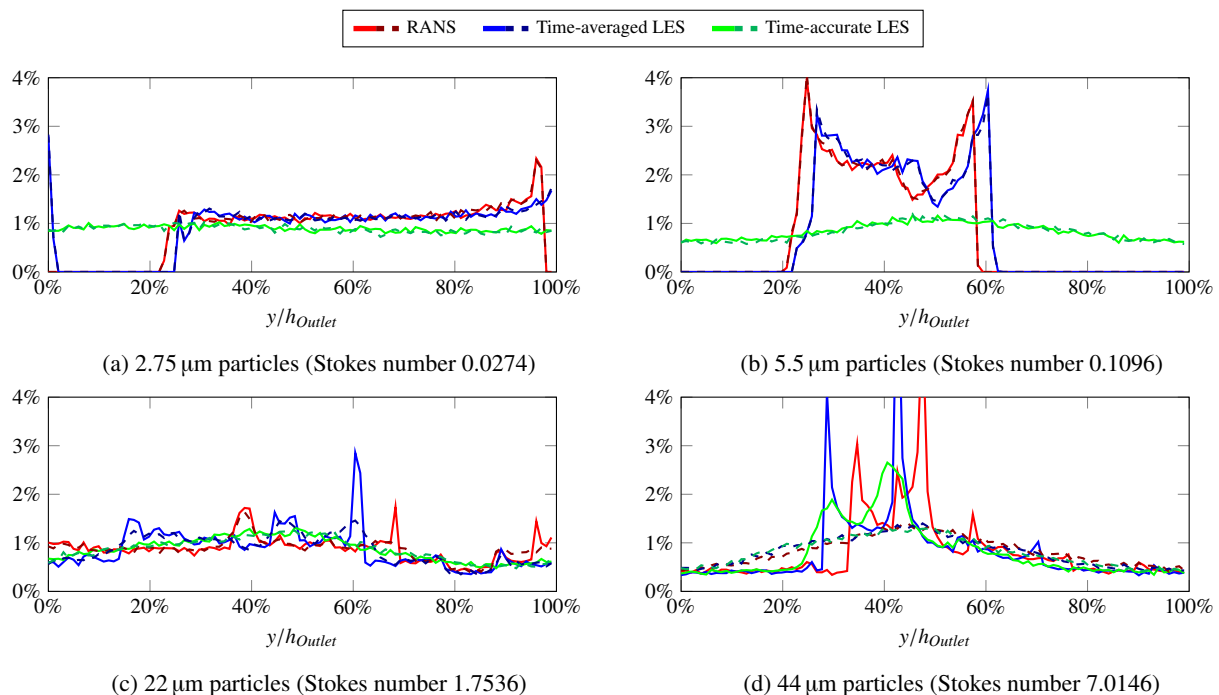 RANS Time-averaged LES Time-accurate LES
4%
3%
2%
1%
0%
0% 20% 40% 60% 80% 100%
y/hOutlet
(a) 2.75 µm particles (Stokes number 0.0274)
4%
3%
2%
1%
0%
0% 20% 40% 60% 80% 100%
y/hOutlet
(b) 5.5 µm particles (Stokes number 0.1096)
4%
3%
2%
1%
0%
0% 20% 40% 60% 80% 100%
y/hOutlet
(c) 22 µm particles (Stokes number 1.7536)
4%
3%
2%
1%
0%
0% 20% 40% 60% 80% 100%
y/hOutlet
(d) 44 µm particles (Stokes number 7.0146)